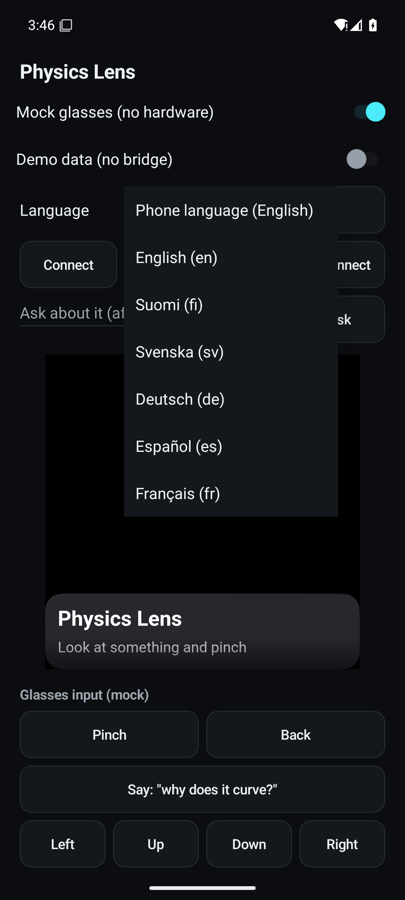 3:46
Physics Lens
Mock glasses (no hardware)
Demo data (no bridge)
Language
Phone language (English)
English (en)
Suomi (fi)
Svenska (sv)
Deutsch (de)
Español (es)
Français (fr)
Connect
nnect
Ask about it (af
sk
Physics Lens
Look at something and pinch
Glasses input (mock)
Pinch
Back
Say: "why does it curve?"
Left
Up
Down
Right